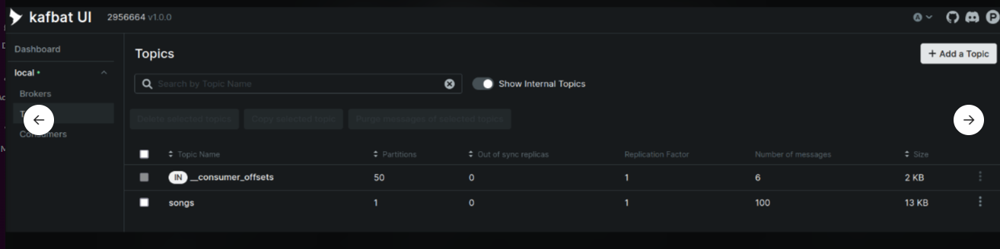 kafbat UI 2956664 v1.0.0
Dashboard
Topics
+ Add a Topic
local
Search by Topic Name
Show Internal Topics
Brokers
Delete selected topics Copy selected topic Purge messages of selected topics
Consumers
Topic Name Partitions Out of sync replicas Replication Factor Number of messages Size
IN __consumer_offsets 50 0 1 6 2 KB
songs 1 0 1 100 13 KB